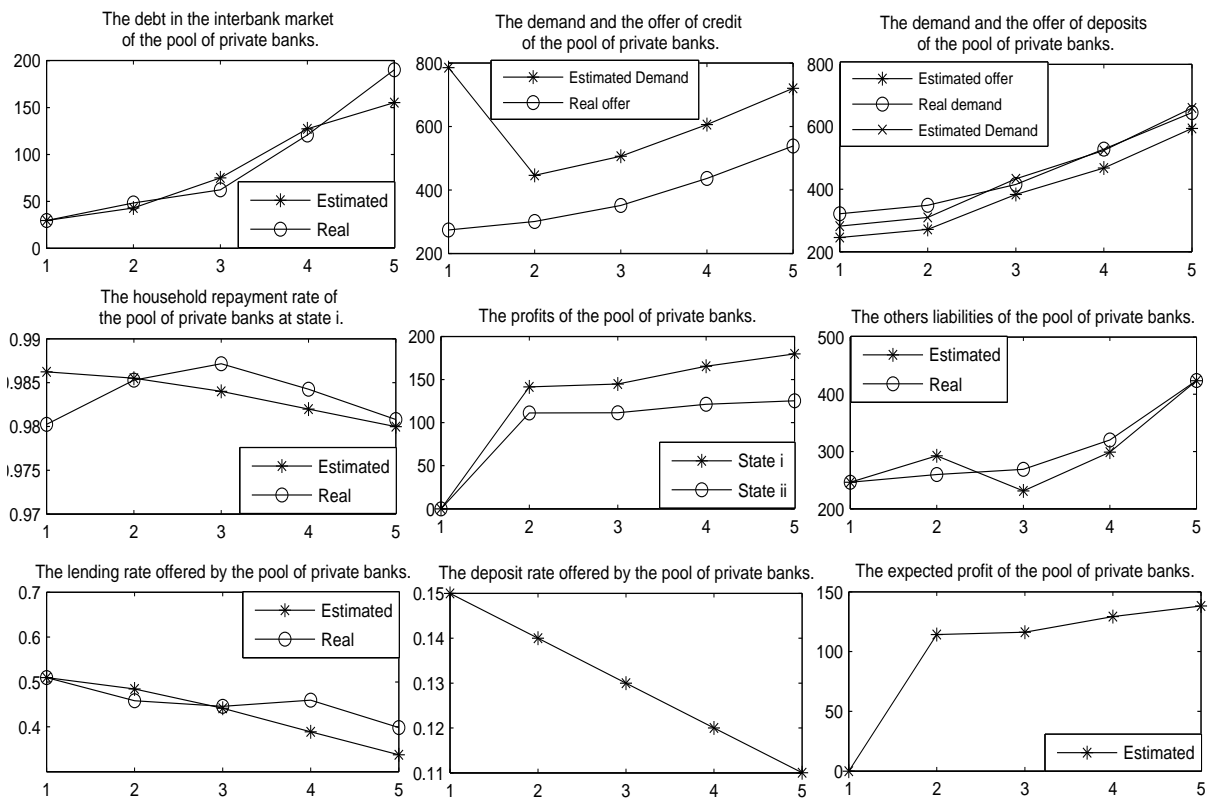 The debt in the interbank market
of the pool of private banks.
200
150
100
50
0
Estimated
Real
1 2 3 4 5
The demand and the offer of credit
of the pool of private banks.
800
600
400
200
Estimated Demand
Real offer
1 2 3 4 5
The demand and the offer of deposits
of the pool of private banks.
800
600
400
200
Estimated offer
Real demand
Estimated Demand
1 2 3 4 5
The household repayment rate of
the pool of private banks at state i.
0.99
).985
0.98
).975
0.97
Estimated
Real
1 2 3 4 5
The profits of the pool of private banks.
200
150
100
50
0
State i
State ii
1 2 3 4 5
The others liabilities of the pool of private banks.
500
400
300
200
Estimated
Real
1 2 3 4 5
The lending rate offered by the pool of private banks.
0.7
0.6
0.5
0.4
Estimated
Real
1 2 3 4 5
The deposit rate offered by the pool of private banks.
0.15
0.14
0.13
0.12
0.11
1 2 3 4 5
The expected profit of the pool of private banks.
150
100
50
0
Estimated
1 2 3 4 5